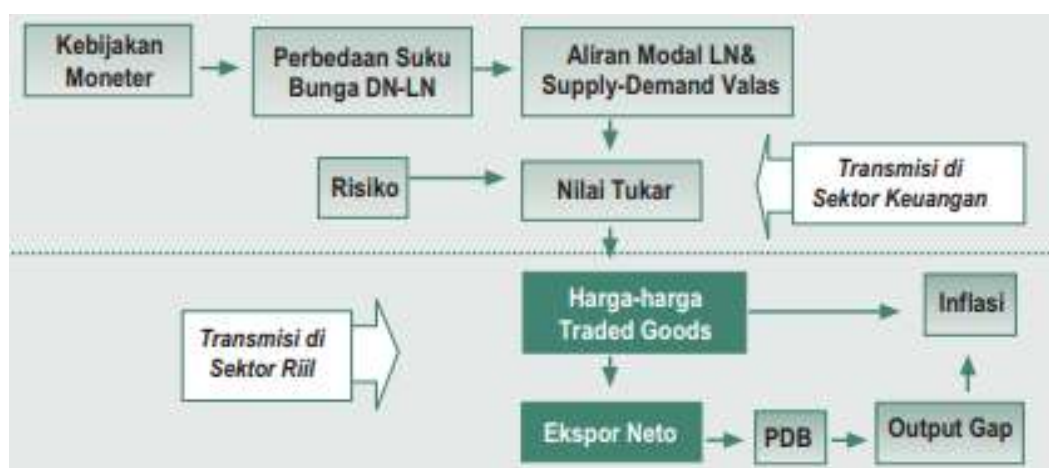 Kebijakan
Moneter
Perbedaan Suku
Bunga DN-LN
Aliran Modal LN&
Supply-Demand Valas
Risiko
Nilai Tukar
Transmisi di
Sektor Keuangan
Transmisi di
Sektor Riil
Harga-harga
Traded Goods
Inflasi
Ekspor Neto
PDB
Output Gap